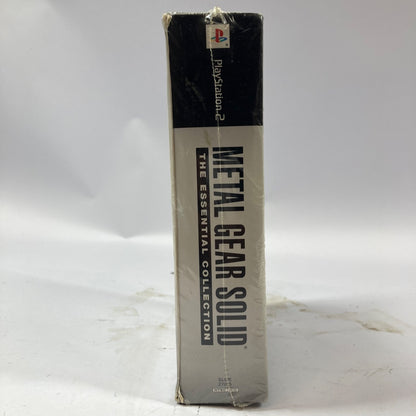 PlayStation 2
METAL GEAR SOLID
THE ESSENTIAL COLLECTION